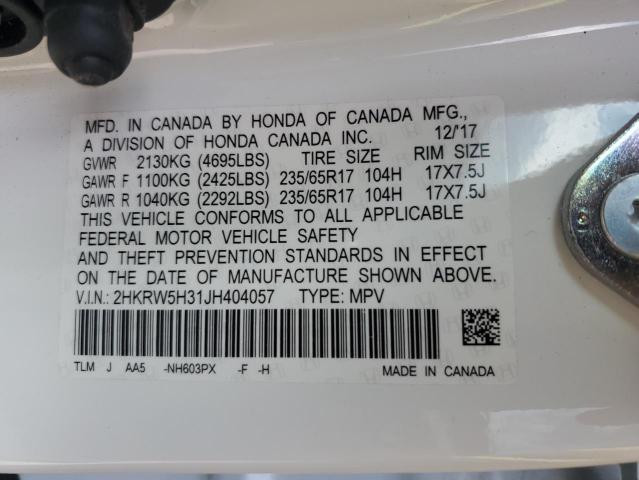 MFD. IN CANADA BY HONDA OF CANADA MFG.,
A DIVISION OF HONDA CANADA INC. 12/'17
GVWR 2130KG (4695LBS) TIRE SIZE RIM SIZE
GAWR F 1100KG (2425LBS) 235/65R17 104H 17X7.5J
GAWR R 1040KG (2292LBS) 235/65R17 104H 17X7.5J
THIS VEHICLE CONFORMS TO ALL APPLICABLE
FEDERAL MOTOR VEHICLE SAFETY
AND THEFT PREVENTION STANDARDS IN EFFECT
ON THE DATE OF MANUFACTURE SHOWN ABOVE.
V.I.N.: 2HKRW5H31JH404057 TYPE: MPV
TLM J AA5 -NH603PX -F -H MADE IN CANADA